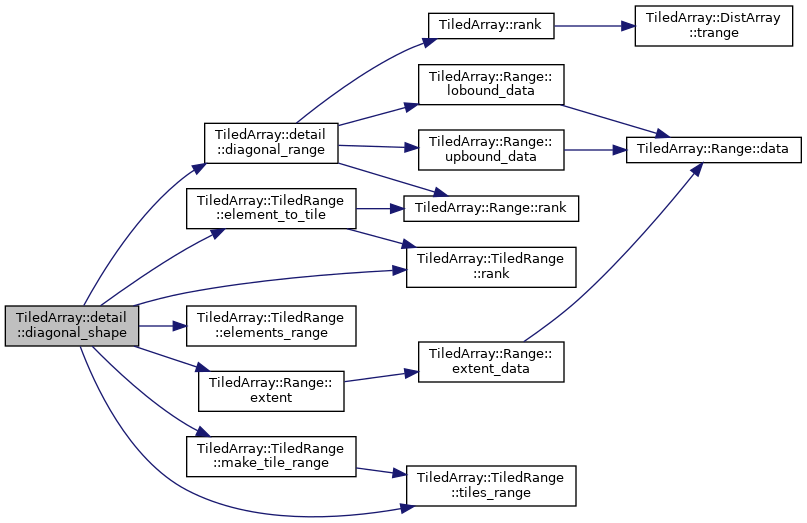 TiledArray::detail
::diagonal_shape
TiledArray::detail
::diagonal_range
TiledArray::rank
TiledArray::DistArray
::trange
TiledArray::Range::
lobound_data
TiledArray::Range::data
TiledArray::Range::
upbound_data
TiledArray::Range::rank
TiledArray::TiledRange
::element_to_tile
TiledArray::TiledRange
::rank
TiledArray::TiledRange
::elements_range
TiledArray::Range::
extent
TiledArray::Range::
extent_data
TiledArray::TiledRange
::make_tile_range
TiledArray::TiledRange
::tiles_range